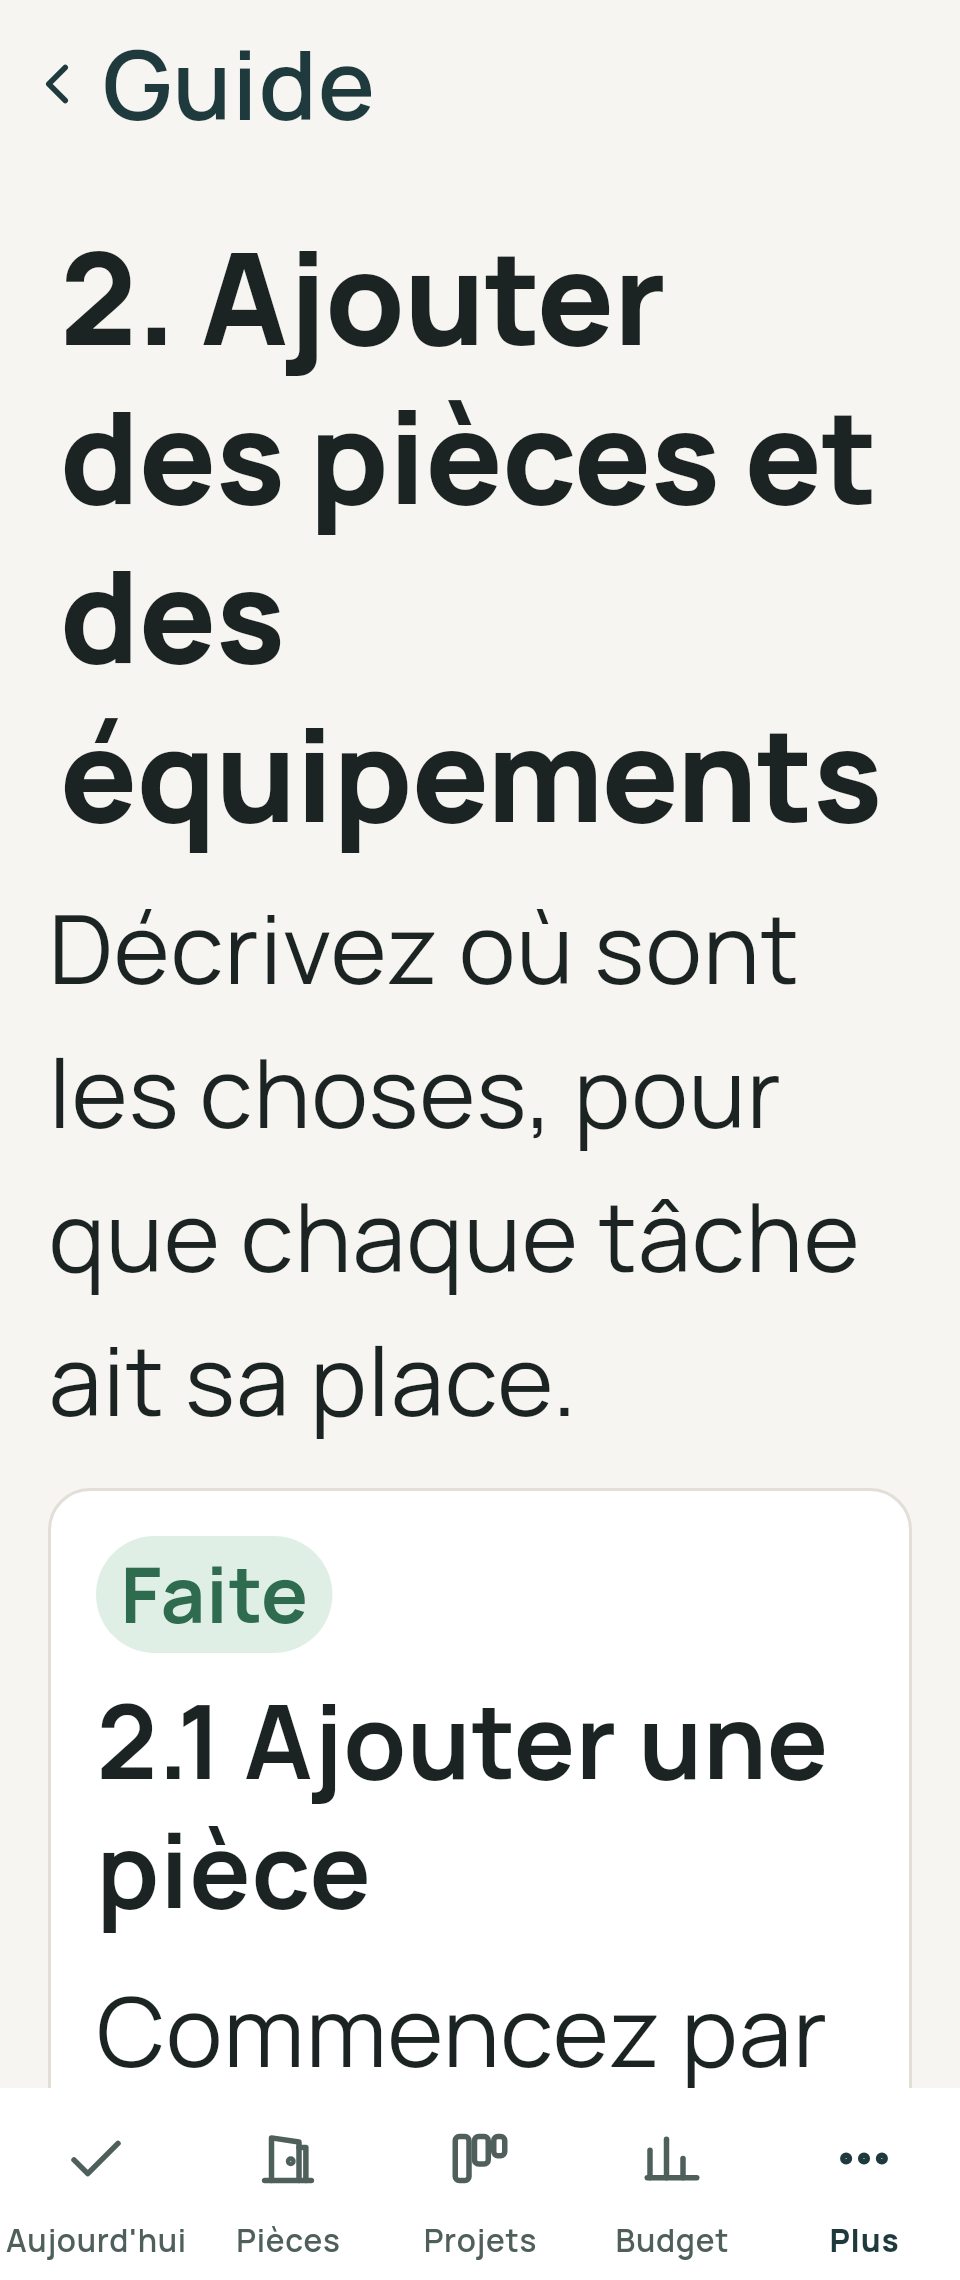 Guide
2. Ajouter
des pièces et
des
équipements
Décrivez où sont
les choses, pour
que chaque tâche
ait sa place.
Faite
2.1 Ajouter une
pièce
Commencez par
Aujourd'hui
Pièces
Projets
Budget
Plus